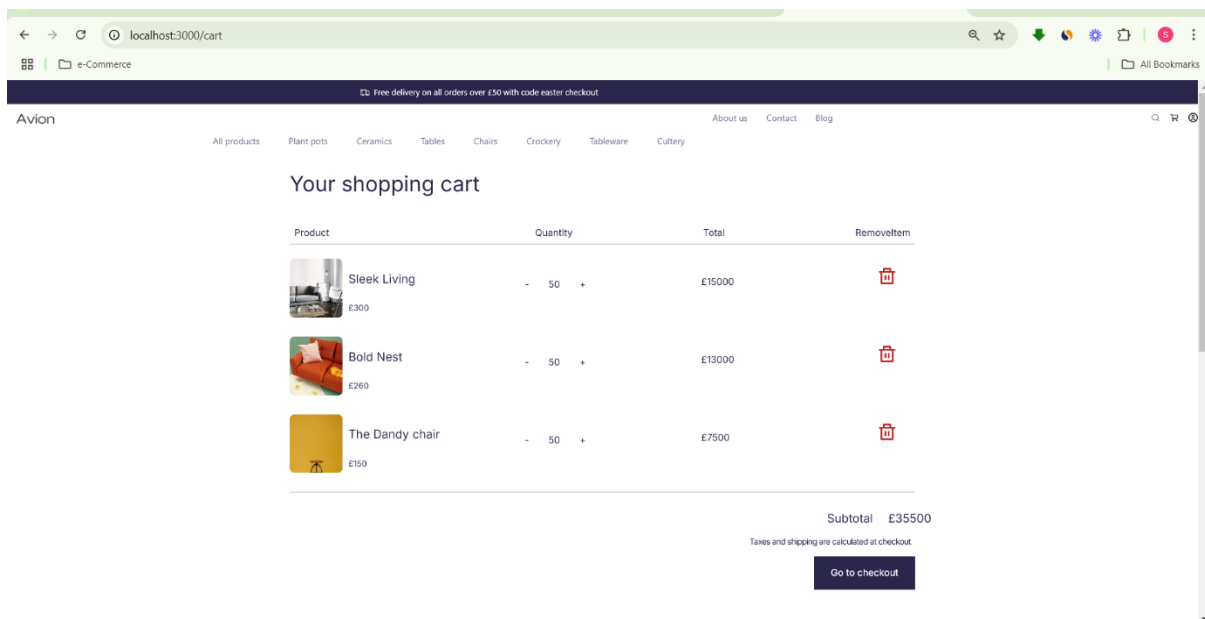 localhost:3000/cart
S
e-Commerce
All Bookmarks
Free delivery on all orders over £50 with code easter checkout
Avion
About us Contact Blog
All products Plant pots Ceramics Tables Chairs Crockery Tableware Cultery
Your shopping cart
Product Quantity Total RemoveItem
Sleek Living
- 50 + £15000
£300
Bold Nest
- 50 + £13000
£260
The Dandy chair
- 50 + £7500
£150
Subtotal £35500
Taxes and shipping are calculated at checkout
Go to checkout